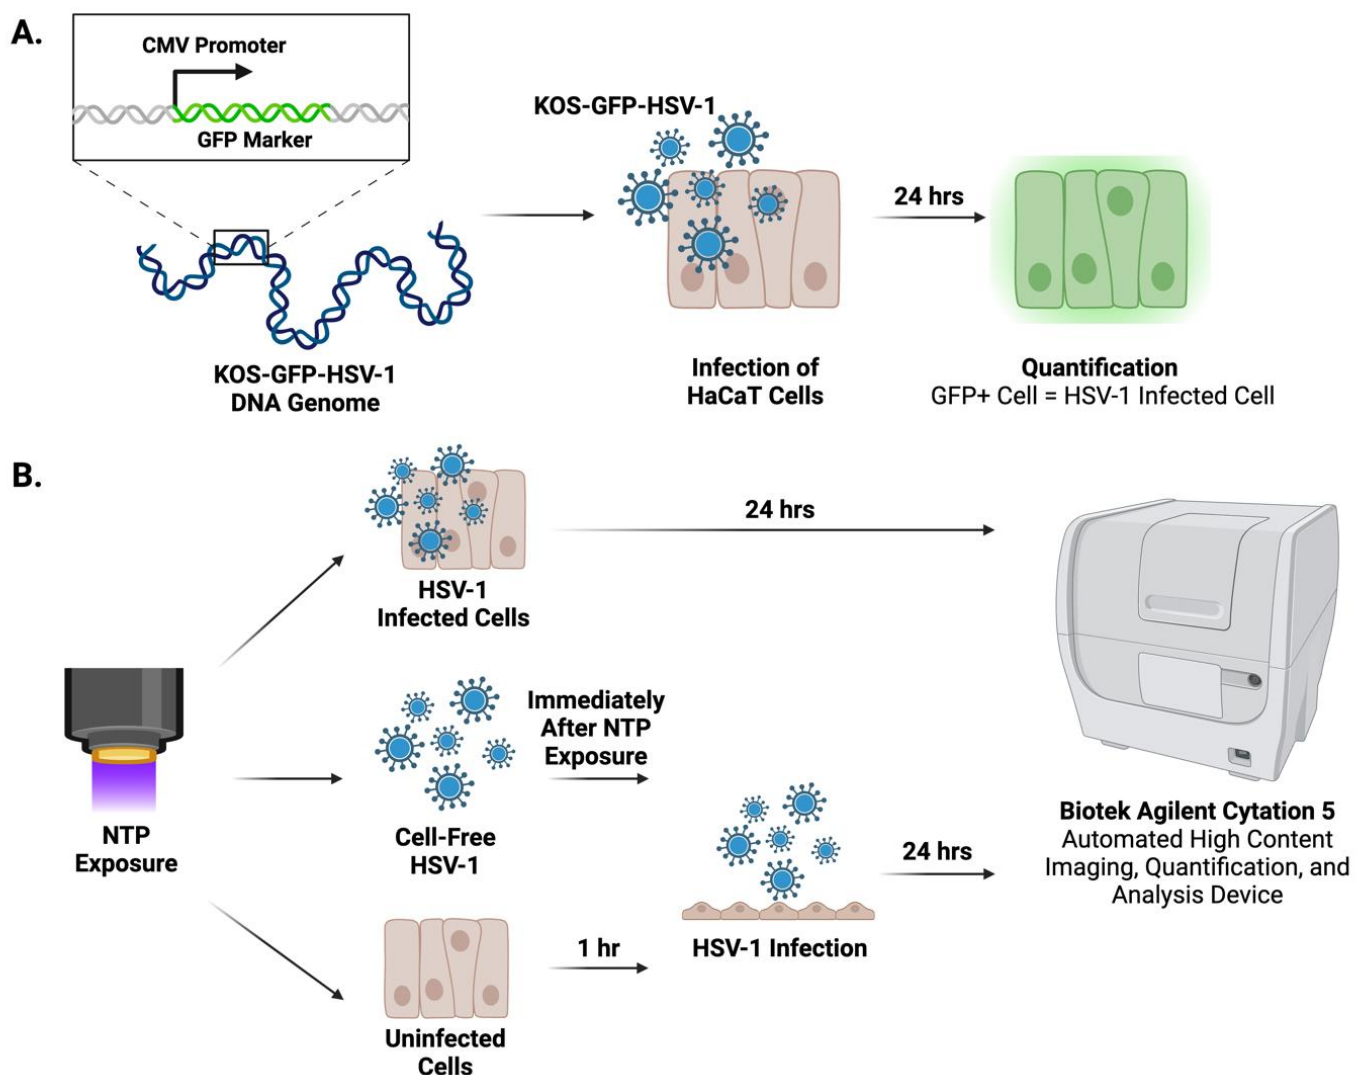 A.
CMV Promoter
GFP Marker
KOS-GFP-HSV-1
DNA Genome
KOS-GFP-HSV-1
Infection of
HaCaT Cells
24 hrs
Quantification
GFP+ Cell = HSV-1 Infected Cell
B.
NTP
Exposure
HSV-1
Infected Cells
24 hrs
Cell-Free
HSV-1
Immediately
After NTP
Exposure
Uninfected
Cells
1 hr
HSV-1 Infection
24 hrs
Biotek Agilent Cytation 5
Automated High Content
Imaging, Quantification, and
Analysis Device